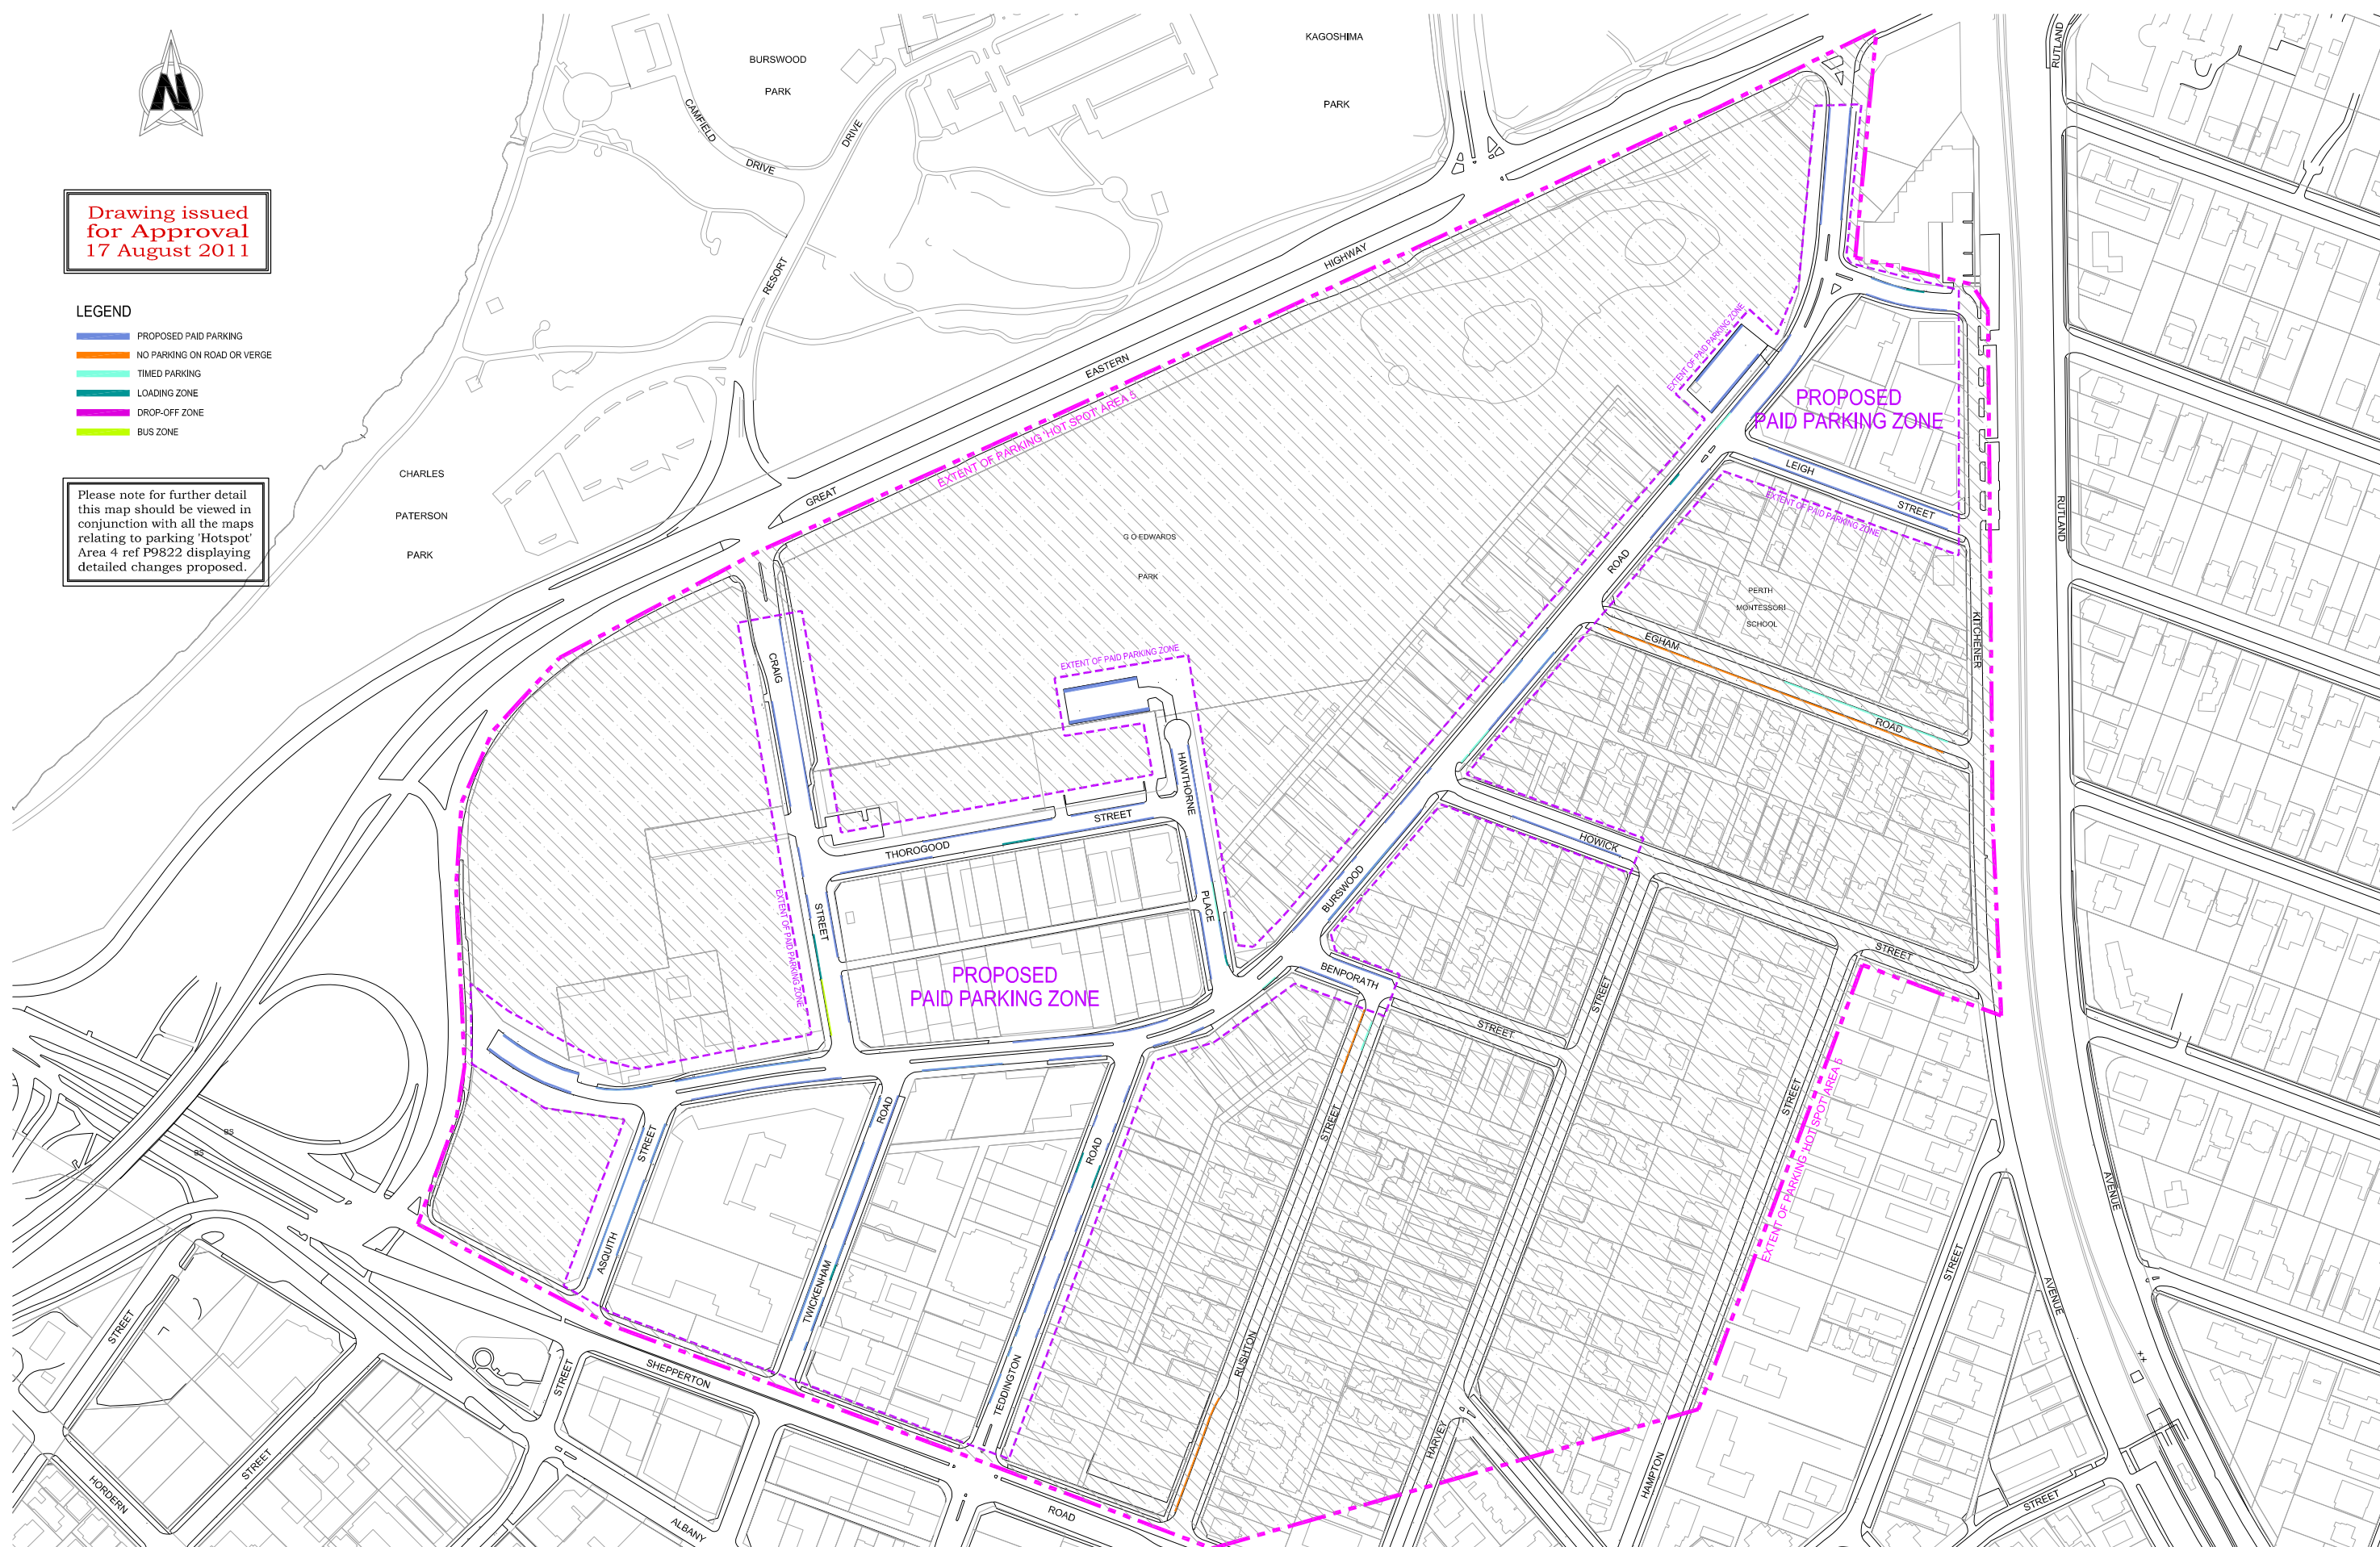 N
Drawing issued
for Approval
17 August 2011
LEGEND
PROPOSED PAID PARKING
NO PARKING ON ROAD OR VERGE
TIMED PARKING
LOADING ZONE
DROP-OFF ZONE
BUS ZONE
Please note for further detail
this map should be viewed in
conjunction with all the maps
relating to parking 'Hotspot'
Area 4 ref P9822 displaying
detailed changes proposed.
BURSWOOD
PARK
KAGOSHIMA
PARK
CAMFIELD
DRIVE
DRIVE
RESORT
RUTLAND
CHARLES
PATERSON
PARK
GREAT
EASTERN
HIGHWAY
EXTENT OF PARKING 'HOT SPOT' AREA 5
EXTENT OF PAID PARKING ZONE
PROPOSED
PAID PARKING ZONE
LEIGH
STREET
EXTENT OF PAID PARKING ZONE
RUTLAND
G O EDWARDS
PARK
ROAD
PERTH
MONTESSORI
SCHOOL
KITCHENER
EGHAM
ROAD
CRAIG
EXTENT OF PAID PARKING ZONE
HAWTHORNE
STREET
THOROGOOD
HOWICK
BURSWOOD
STREET
PLACE
EXTENT OF PAID PARKING ZONE
PROPOSED
PAID PARKING ZONE
BENPORATH
STREET
STREET
STREET
STREET
EXTENT OF PARKING 'HOT SPOT' AREA 5
BS
BS
STREET
ROAD
ROAD
STREET
AVENUE
ASQUITH
TWICKENHAM
STREET
AVENUE
STREET
SHEPPERTON
STREET
TEDDINGTON
RUSHTON
HARVEY
HAMPTON
STREET
HORDERN
ALBANY
ROAD
STREET